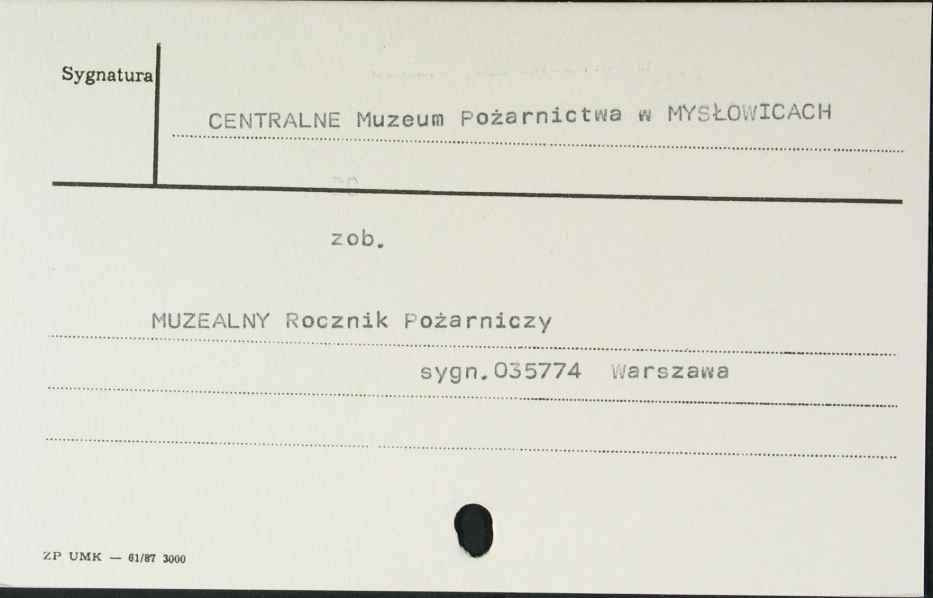 Sygnatura
CENTRALNE Muzeum Pożarnictwa w MYSŁOWICACH
zob.
MUZEALNY Rocznik Pożarniczy
sygn.035774 Warszawa
ZP UMK — 61/87 3000